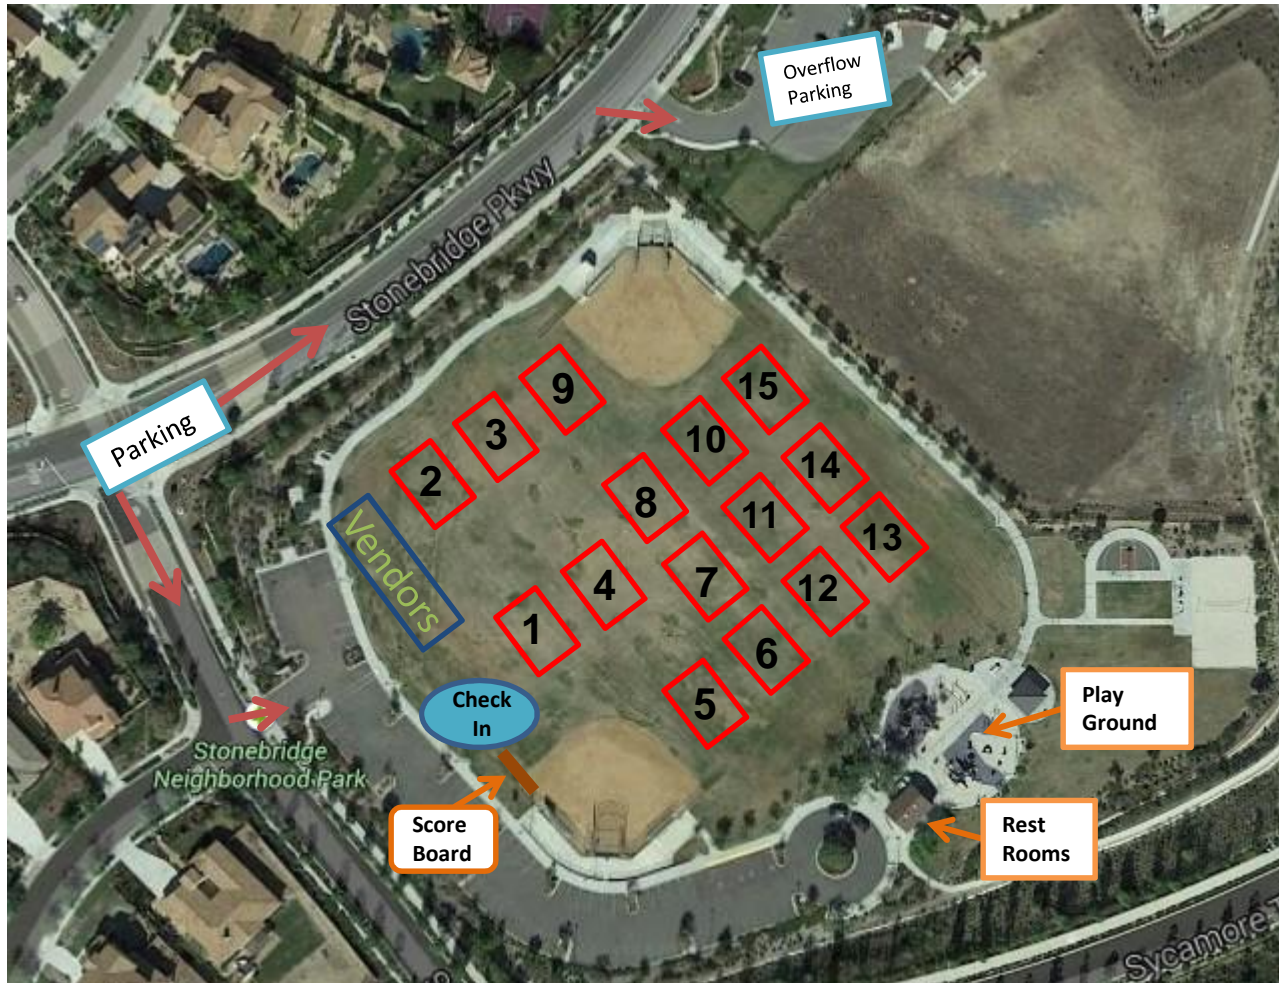 Overflow
Parking
Stonebridge Pkwy
Parking
9
15
3
10
2
14
8
11
13
Vendors
4
7
12
1
6
5
Check
In
Play
Ground
Stonebridge
Neighborhood Park
Score
Board
Rest
Rooms
Sycamore